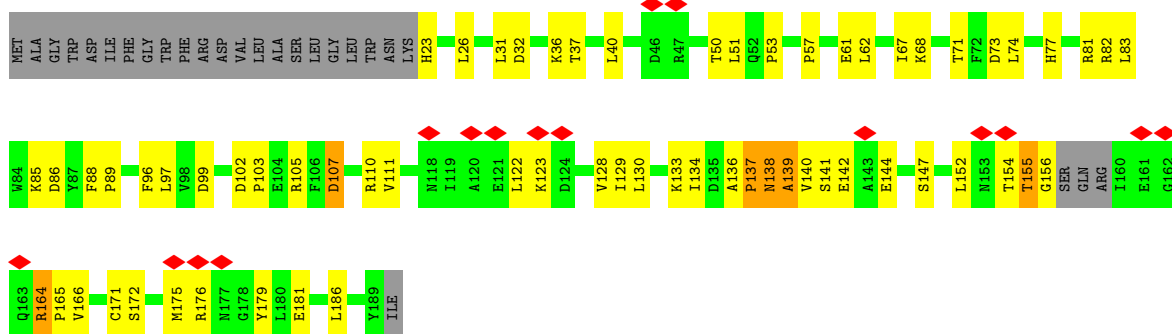 MET ALA GLY TRP ASP ILE PHE GLY TRP PHE ARG ASP VAL LEU ALA SER LEU GLY LEU TRP ASN LYS H23 L26 L31 D32 K36 T37 L40 D46 R47 T50 L51 Q52 P53 P57 E61 L62 I67 K68 T71 F72 D73 L74 H77 R81 R82 L83
W84 K85 D86 Y87 F88 P89 F96 L97 V98 D99 D102 P103 E104 R105 F106 D107 R110 V111 N118 I119 A120 E121 L122 K123 D124 V128 I129 L130 K133 I134 D135 A136 P137 N138 A139 V140 S141 E142 A143 E144 S147 L152 N153 T154 T155 G156 SER GLN ARG I160 E161 G162
Q163 R164 P165 V166 C171 S172 M175 R176 N177 G178 Y179 L180 E181 L186 Y189 ILE